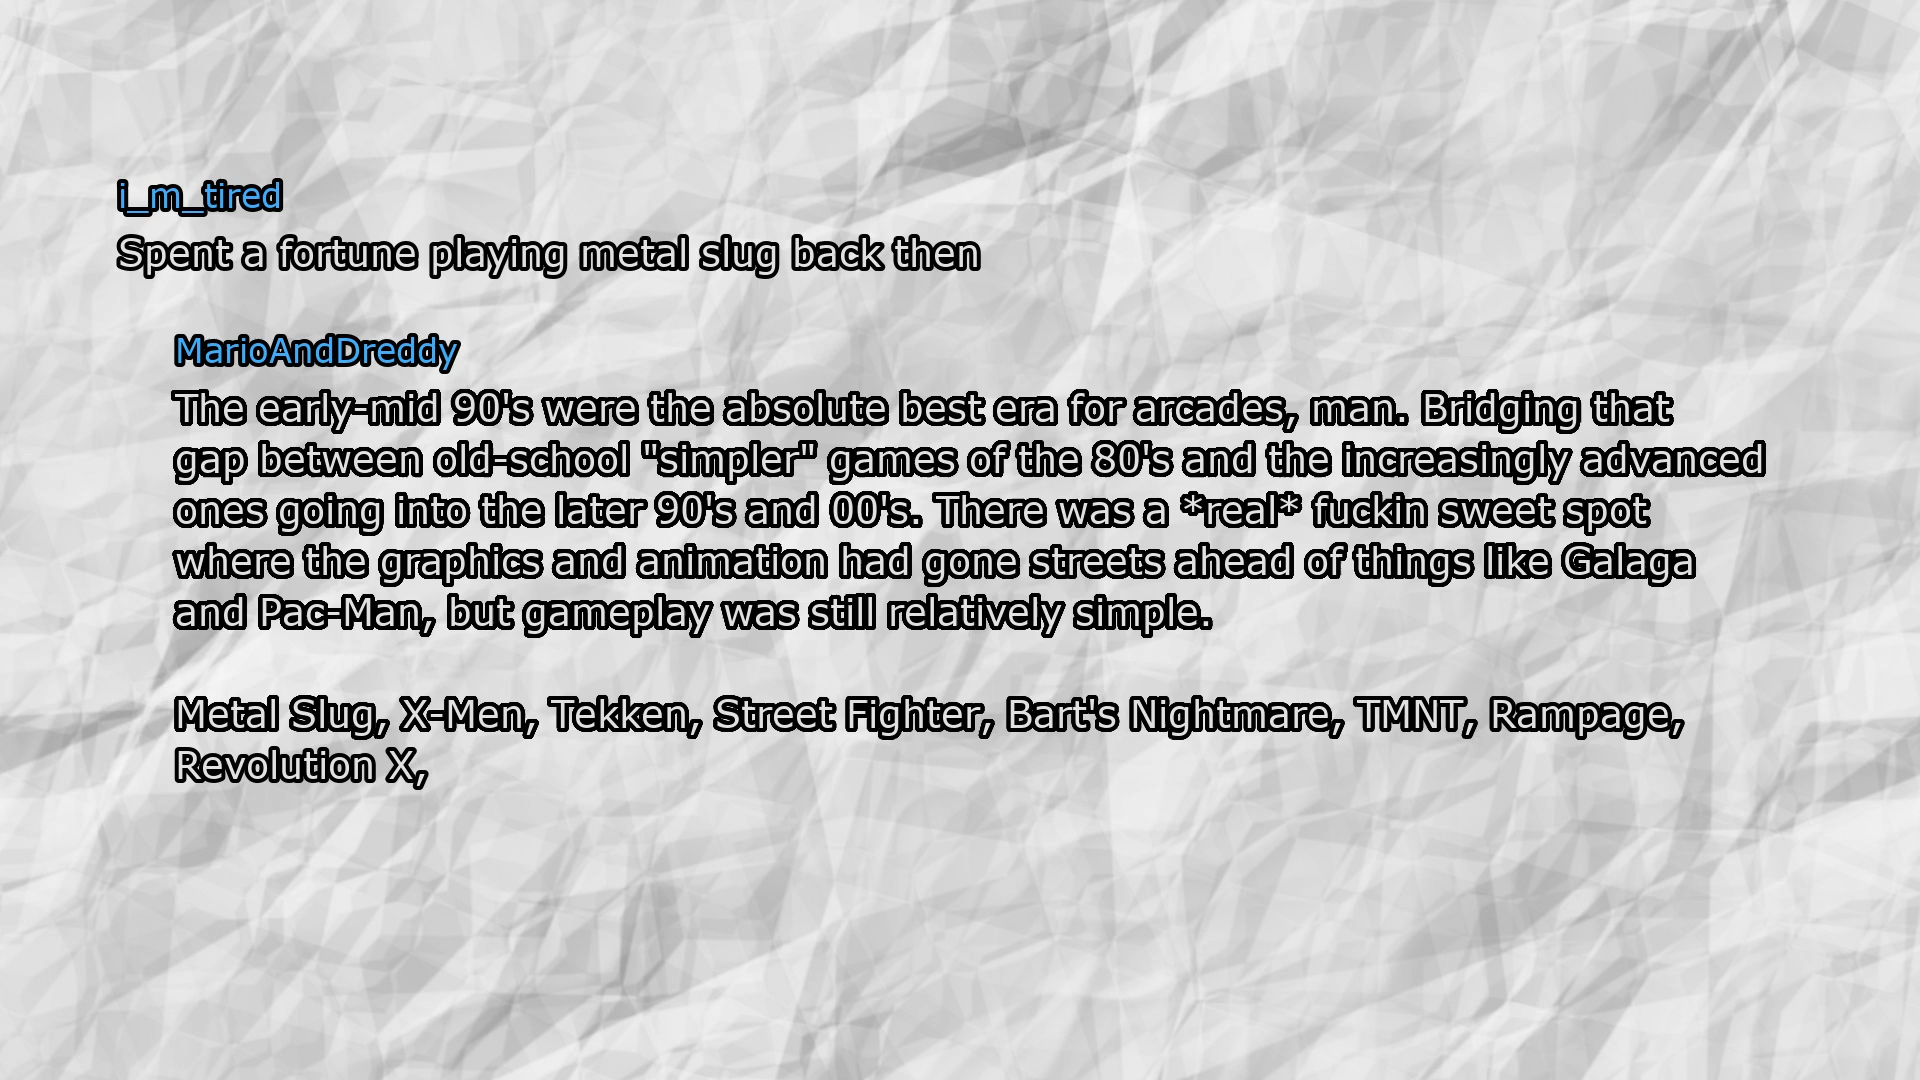 i_m_tired
Spent a fortune playing metal slug back then
MarioAndDreddy
The early-mid 90's were the absolute best era for arcades, man. Bridging that
gap between old-school "simpler" games of the 80's and the increasingly advanced
ones going into the later 90's and 00's. There was a *real* fuckin sweet spot
where the graphics and animation had gone streets ahead of things like Galaga
and Pac-Man, but gameplay was still relatively simple.
Metal Slug, X-Men, Tekken, Street Fighter, Bart's Nightmare, TMNT, Rampage,
Revolution X,